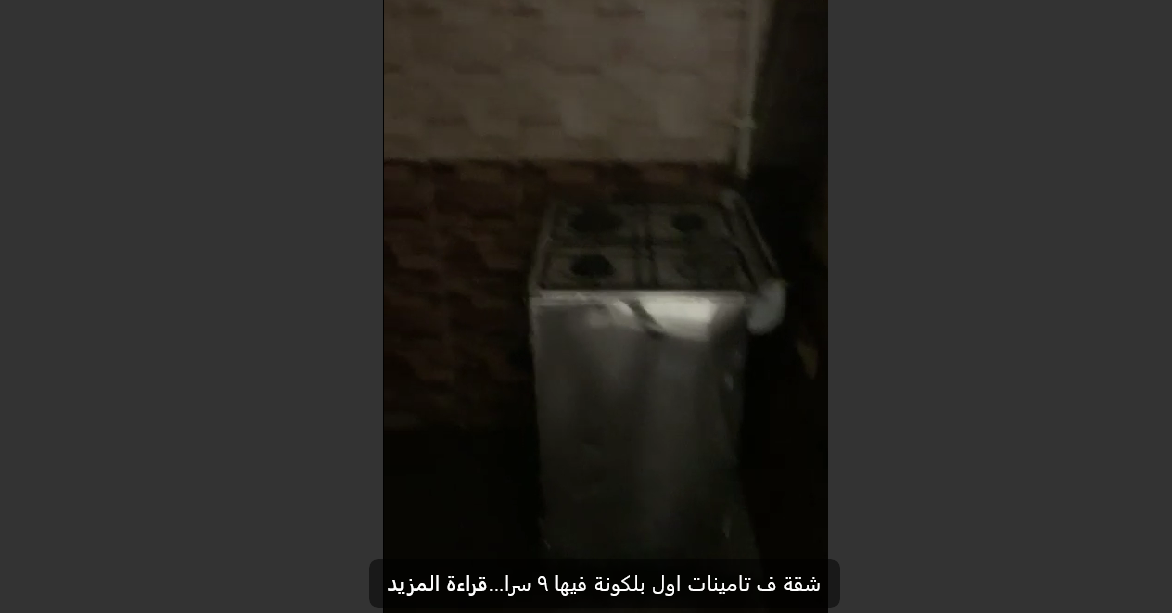 شقة ف تامينات اول بلكونة فيها ٩ سرا...قراءة المزيد